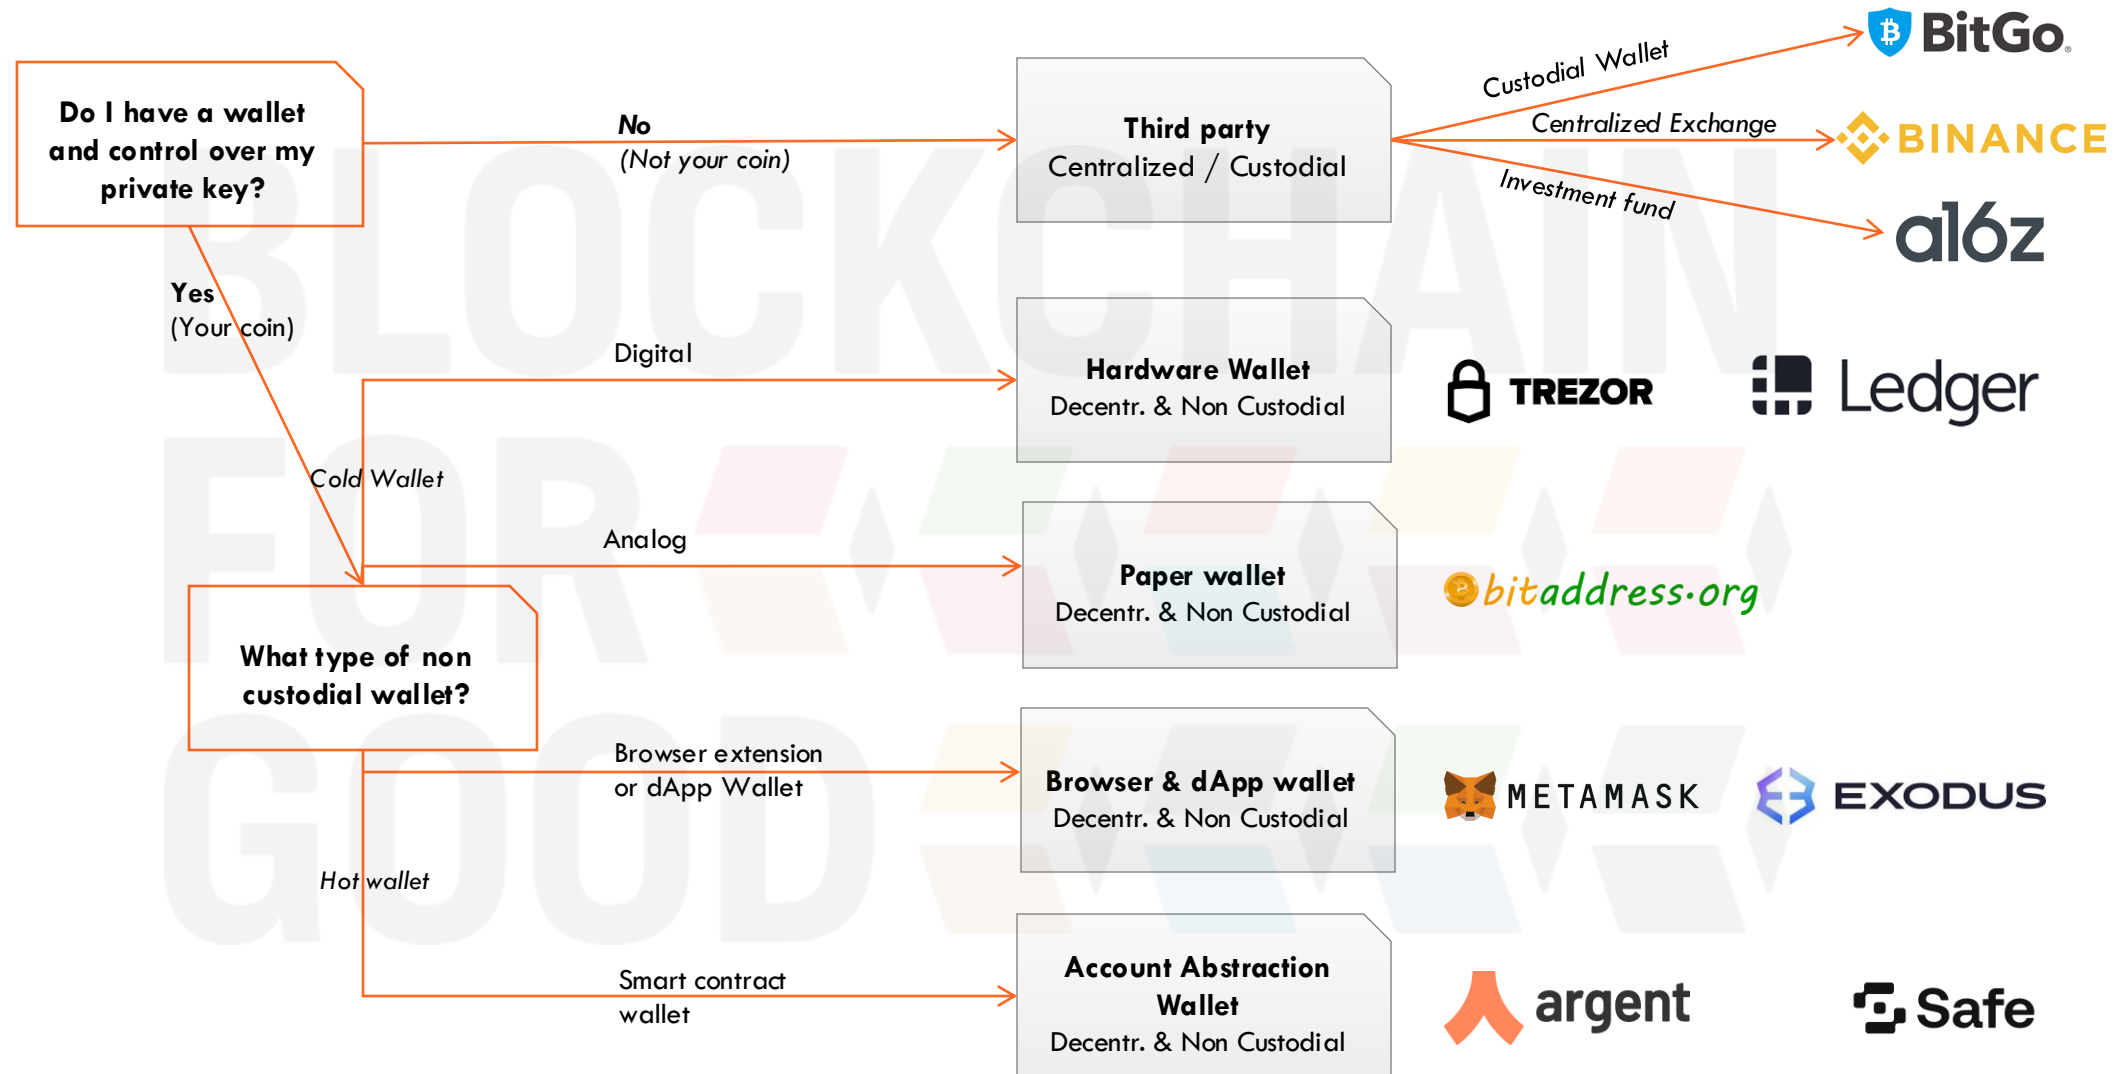 Do I have a wallet
and control over my
private key?
No
(Not your coin)
Third party
Centralized / Custodial
Custodial Wallet
Centralized Exchange
Investment fund
BitGo
BINANCE
a16z
Yes
(Your coin)
Digital
Hardware Wallet
Decentr. & Non Custodial
TREZOR
Ledger
Cold Wallet
Analog
Paper wallet
Decentr. & Non Custodial
bitaddress.org
What type of non
custodial wallet?
Browser extension
or dApp Wallet
Browser & dApp wallet
Decentr. & Non Custodial
METAMASK
EXODUS
Hot wallet
Smart contract
wallet
Account Abstraction
Wallet
Decentr. & Non Custodial
argent
Safe
BLOCKCHAIN
FOR
GOOD